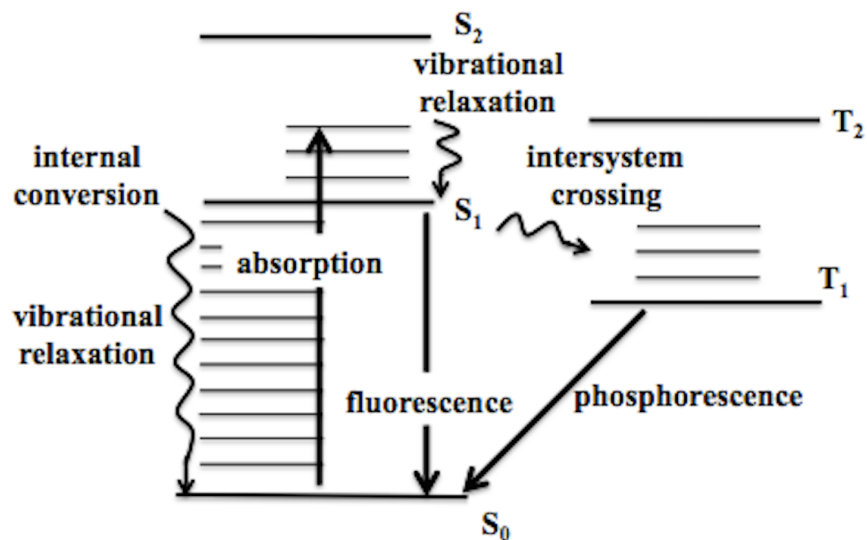 S₂
vibrational
relaxation
T₂
internal
conversion
intersystem
crossing
S₁
absorption
T₁
vibrational
relaxation
fluorescence
phosphorescence
S₀